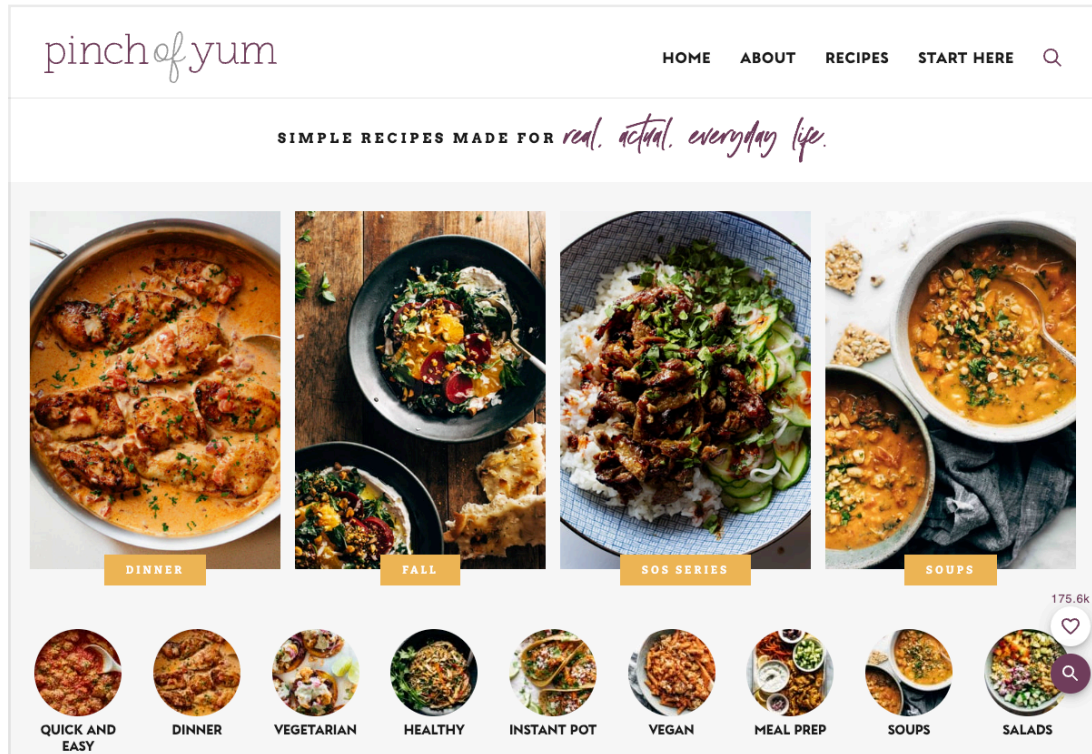 pinch of yum
HOME ABOUT RECIPES START HERE
SIMPLE RECIPES MADE FOR real. actual. everyday life.
DINNER FALL SOS SERIES SOUPS
175.6k
QUICK AND EASY DINNER VEGETARIAN HEALTHY INSTANT POT VEGAN MEAL PREP SOUPS SALADS